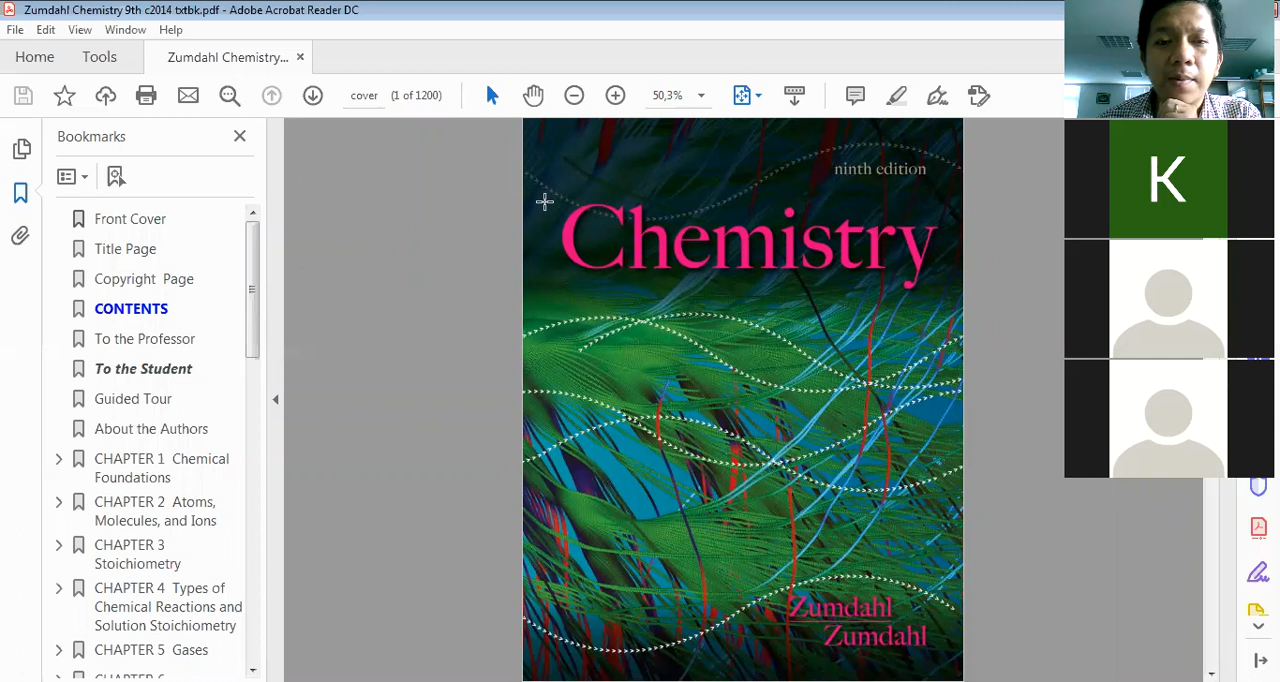 Zumdahl Chemistry 9th c2014 txtbk.pdf - Adobe Acrobat Reader DC
File Edit View Window Help
Home Tools Zumdahl Chemistry... ×
cover (1 of 1200) 50,3%
Bookmarks
Front Cover
Title Page
Copyright Page
CONTENTS
To the Professor
To the Student
Guided Tour
About the Authors
CHAPTER 1 Chemical
Foundations
CHAPTER 2 Atoms,
Molecules, and Ions
CHAPTER 3
Stoichiometry
CHAPTER 4 Types of
Chemical Reactions and
Solution Stoichiometry
CHAPTER 5 Gases
ninth edition
Chemistry
Zumdahl
Zumdahl
K